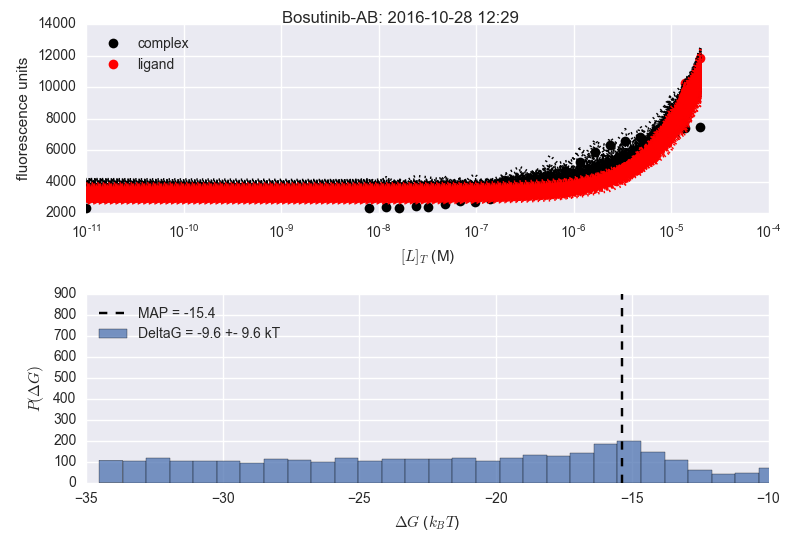 Bosutinib-AB: 2016-10-28 12:29
14000
12000
10000
8000
6000
4000
2000
fluorescence units
complex
ligand
10^-11 10^-10 10^-9 10^-8 10^-7 10^-6 10^-5 10^-4
[L]_T (M)
900
800
700
600
500
400
300
200
100
0
P(ΔG)
MAP = -15.4
DeltaG = -9.6 +- 9.6 kT
−35 −30 −25 −20 −15 −10
ΔG (k_BT)